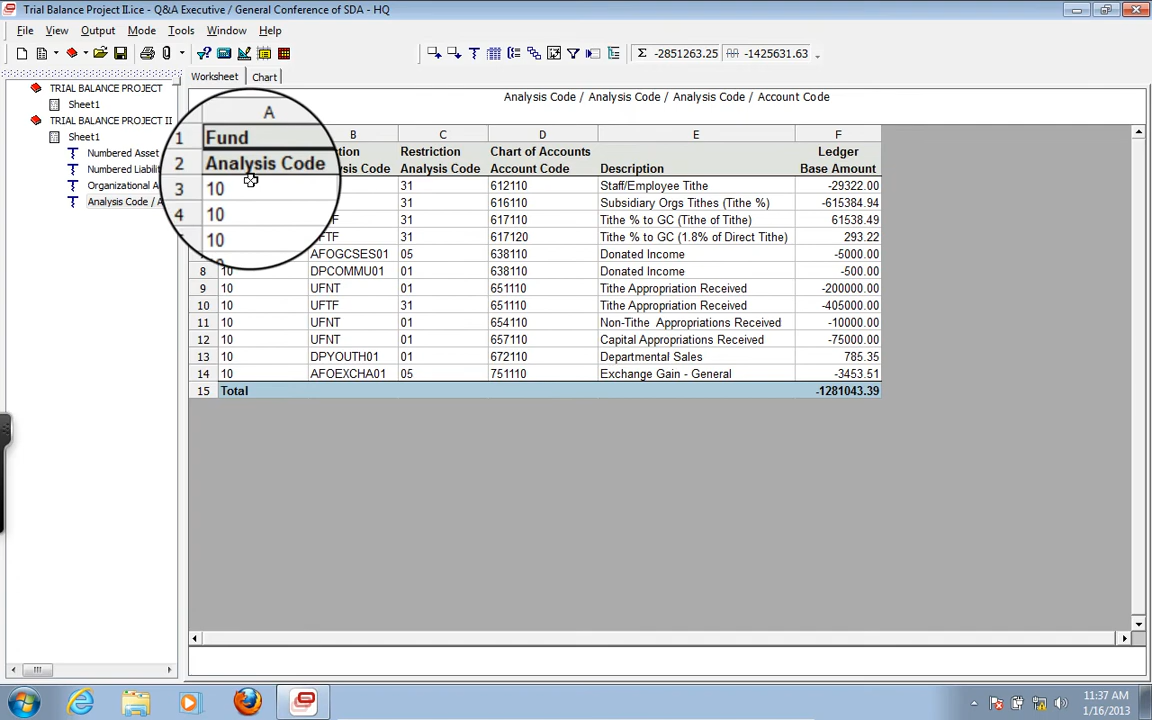 Trial Balance Project II.ice - Q&A Executive / General Conference of SDA - HQ
File View Output Mode Tools Window Help
Σ -2851263.25 -1425631.63
TRIAL BALANCE PROJECT
Sheet1
TRIAL BALANCE PROJECT II
Sheet1
Numbered Asset
Numbered Liabilit
Organizational A
Analysis Code / A
Worksheet Chart
Analysis Code / Analysis Code / Analysis Code / Account Code
A B C D E F
1 Fund Restriction Chart of Accounts Ledger
2 Analysis Code Analysis Code Account Code Description Base Amount
3 10 31 612110 Staff/Employee Tithe -29322.00
4 10 31 616110 Subsidiary Orgs Tithes (Tithe %) -615384.94
10 31 617110 Tithe % to GC (Tithe of Tithe) 61538.49
31 617120 Tithe % to GC (1.8% of Direct Tithe) 293.22
AFOGCSES01 05 638110 Donated Income -5000.00
8 10 DPCOMMU01 01 638110 Donated Income -500.00
9 10 UFNT 01 651110 Tithe Appropriation Received -200000.00
10 10 UFTF 31 651110 Tithe Appropriation Received -405000.00
11 10 UFNT 01 654110 Non-Tithe Appropriations Received -10000.00
12 10 UFNT 01 657110 Capital Appropriations Received -75000.00
13 10 DPYOUTH01 01 672110 Departmental Sales 785.35
14 10 AFOEXCHA01 05 751110 Exchange Gain - General -3453.51
15 Total -1281043.39
11:37 AM
1/16/2013